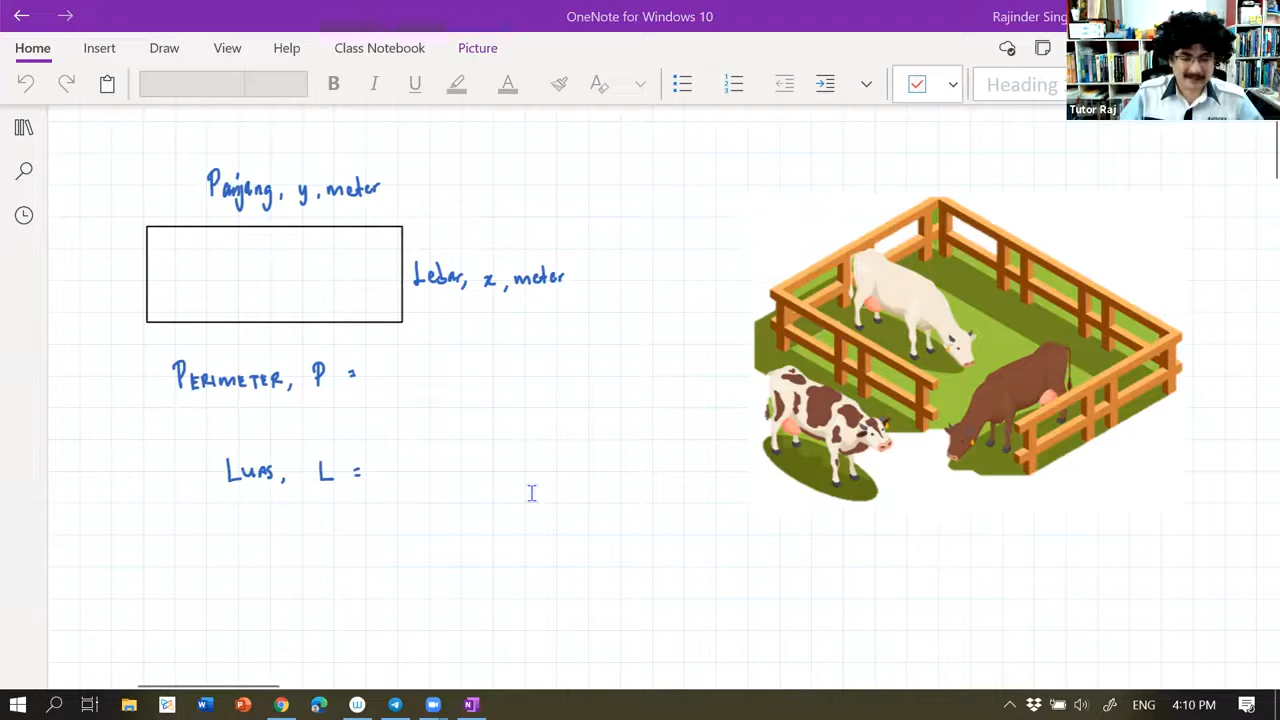 OneNote for Windows 10
Rajinder Sing
Home Insert Draw View Help Class Notebook Picture
B I U A A Heading
Tutor Raj
Panjang, y, meter
Lebar, x, meter
PERIMETER, P =
LUAS, L =
ENG 4:10 PM